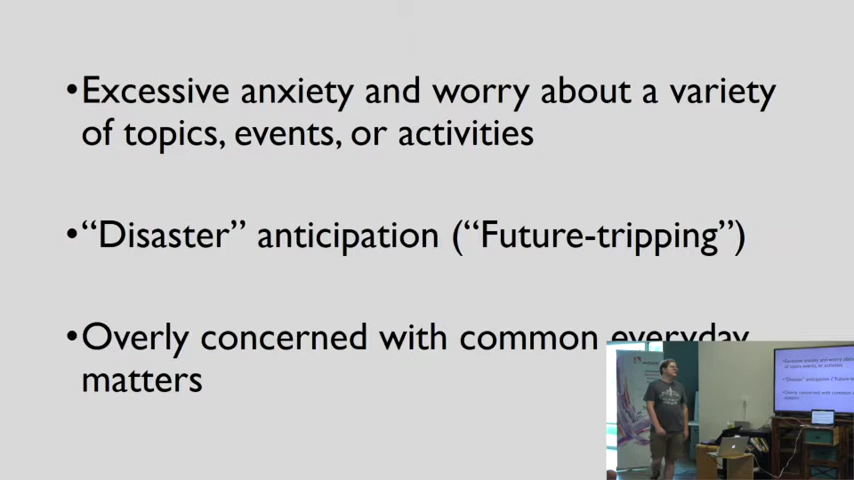 •Excessive anxiety and worry about a variety
of topics, events, or activities
•“Disaster” anticipation (“Future-tripping”)
•Overly concerned with common everyday
matters